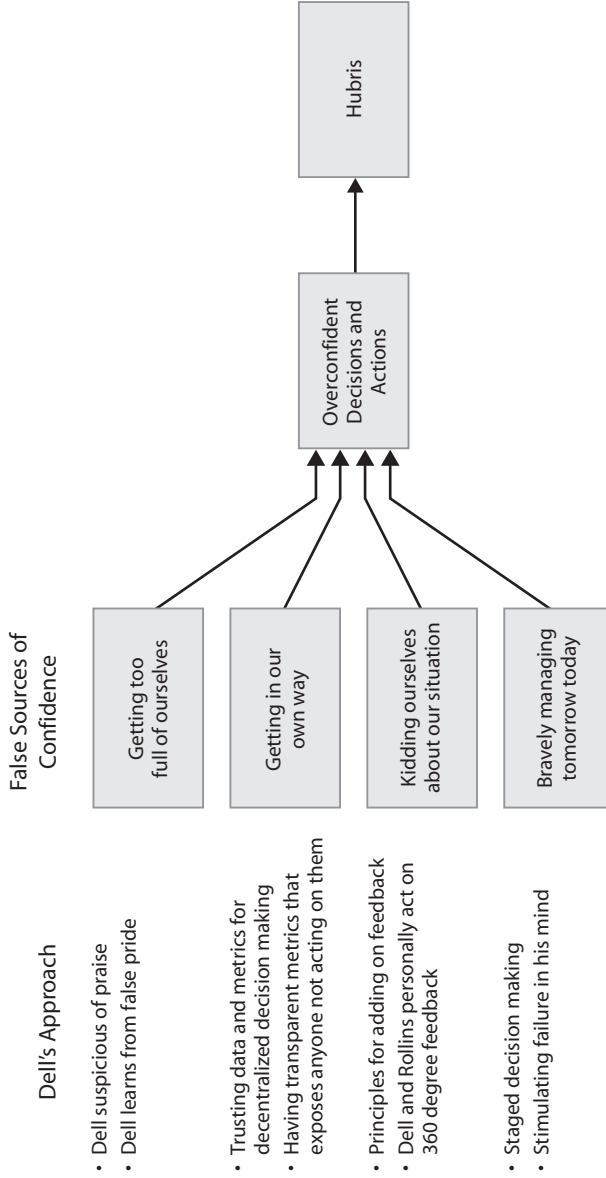 Dell's Approach
• Dell suspicious of praise
• Dell learns from false pride
• Trusting data and metrics for
decentralized decision making
• Having transparent metrics that
exposes anyone not acting on them
• Principles for adding on feedback
• Dell and Rollins personally act on
360 degree feedback
• Staged decision making
• Stimulating failure in his mind
False Sources of
Confidence
Getting too
full of ourselves
Getting in our
own way
Kidding ourselves
about our situation
Bravely managing
tomorrow today
Overconfident
Decisions and
Actions
Hubris